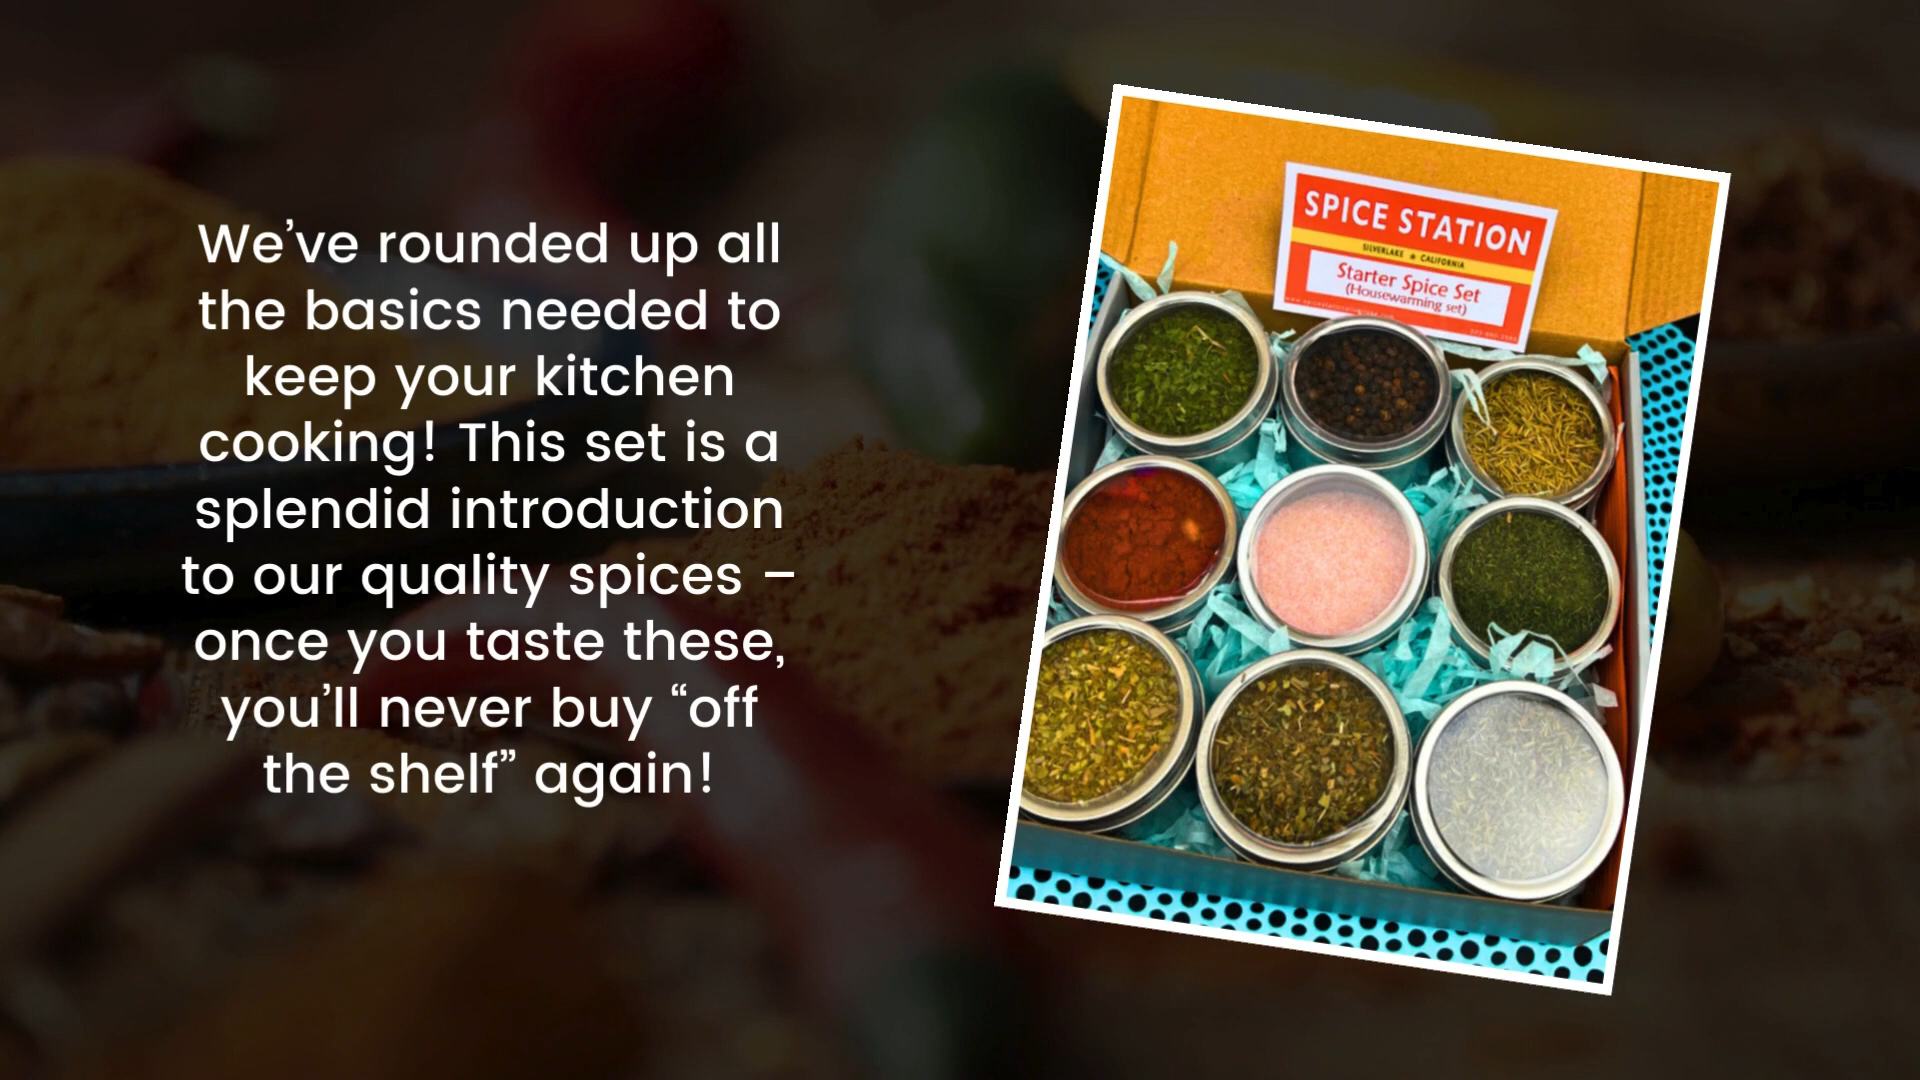 We’ve rounded up all
the basics needed to
keep your kitchen
cooking! This set is a
splendid introduction
to our quality spices –
once you taste these,
you’ll never buy “off
the shelf” again!
SPICE STATION
SILVERLAKE ★ CALIFORNIA
Starter Spice Set
(Housewarming set)